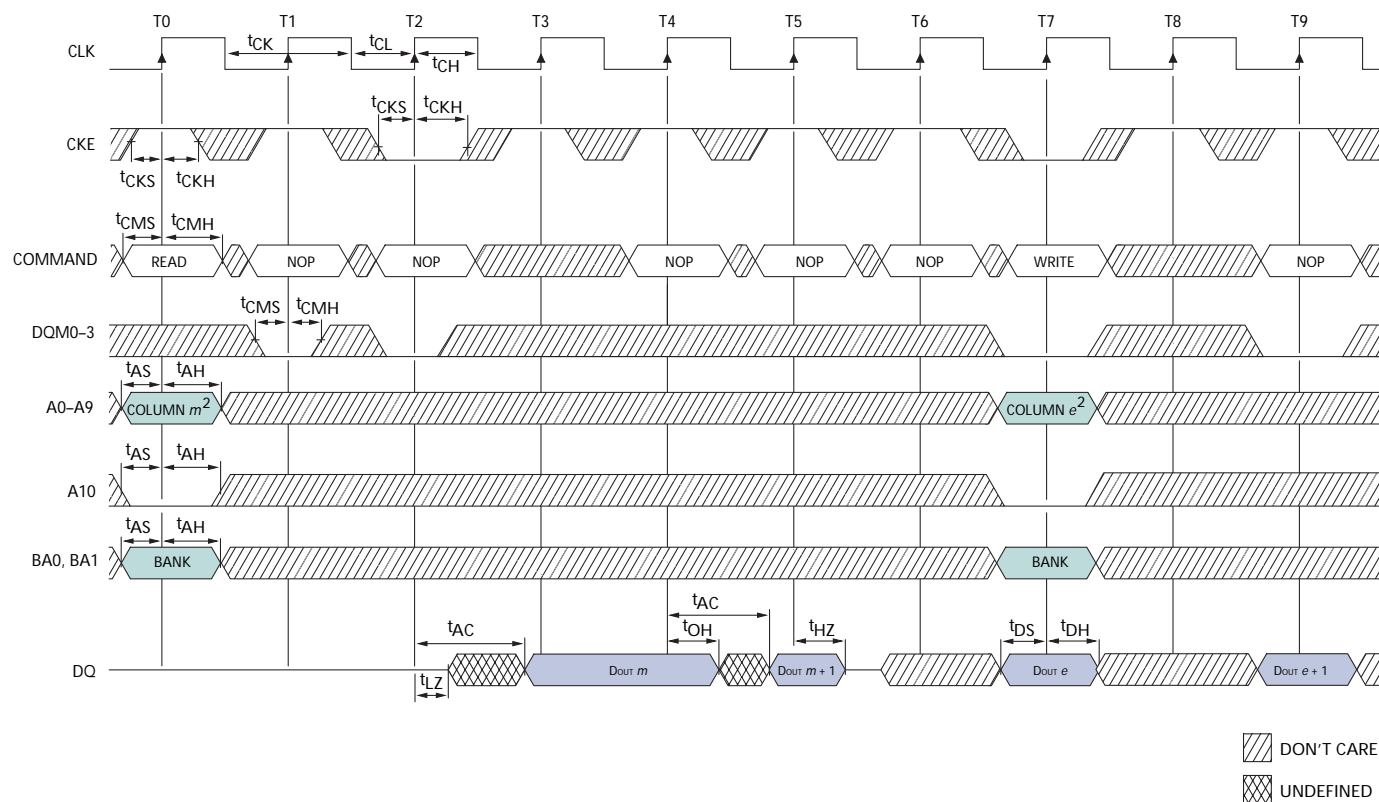 T0 T1 T2 T3 T4 T5 T6 T7 T8 T9
CLK tCK tCL tCH
tCKS tCKH
CKE
tCKS tCKH
tCMS tCMH
COMMAND READ NOP NOP NOP NOP NOP WRITE NOP
tCMS tCMH
DQM0–3
tAS tAH
A0–A9 COLUMN m2 COLUMN e2
tAS tAH
A10
tAS tAH
BA0, BA1 BANK BANK
tAC tAC tOH tHZ tDS tDH
DQ DOUT m DOUT m + 1 DOUT e DOUT e + 1
tLZ
DON'T CARE
UNDEFINED